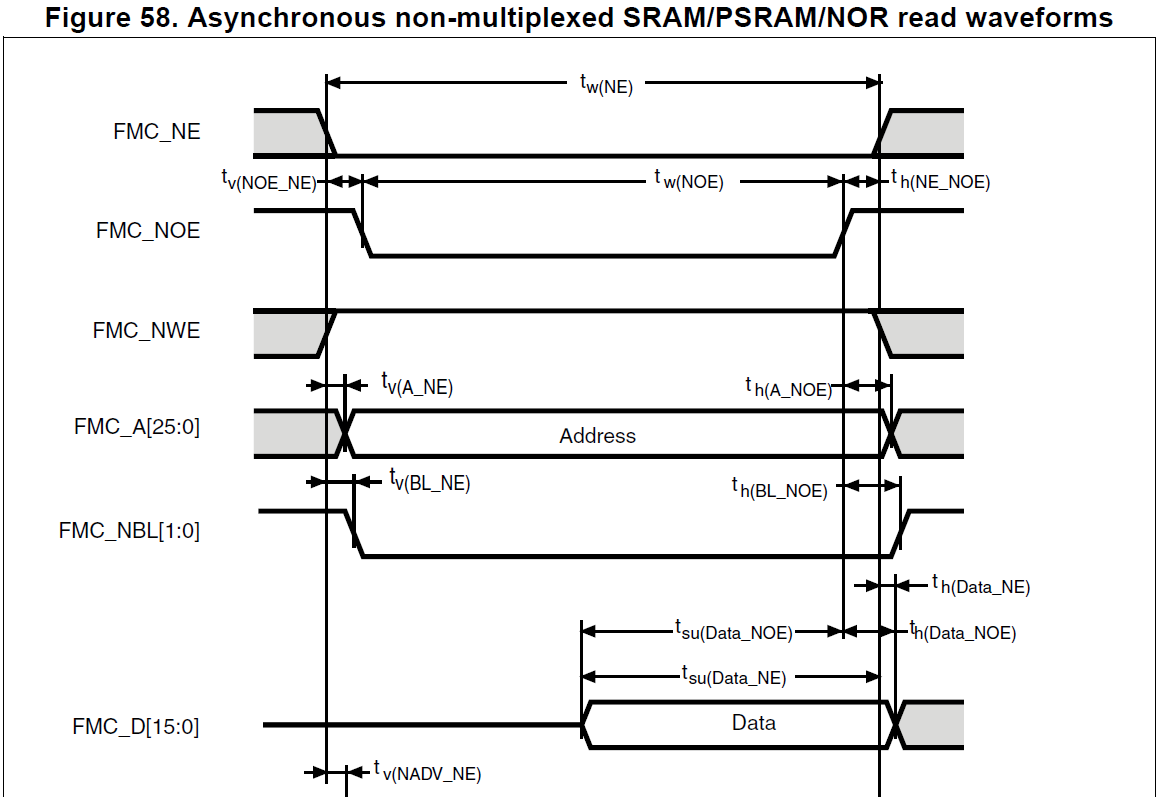 Figure 58. Asynchronous non-multiplexed SRAM/PSRAM/NOR read waveforms
tw(NE)
FMC_NE
tv(NOE_NE)
tw(NOE)
th(NE_NOE)
FMC_NOE
FMC_NWE
tv(A_NE)
th(A_NOE)
FMC_A[25:0]
Address
tv(BL_NE)
th(BL_NOE)
FMC_NBL[1:0]
th(Data_NE)
tsu(Data_NOE)
th(Data_NOE)
tsu(Data_NE)
FMC_D[15:0]
Data
tv(NADV_NE)